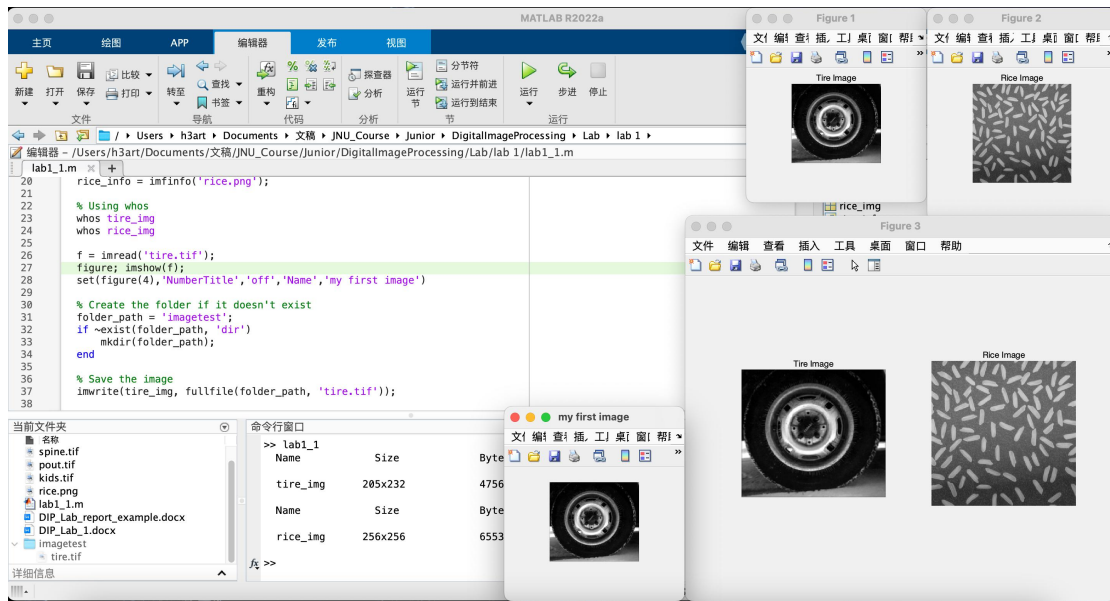 MATLAB R2022a
主页 绘图 APP 编辑器 发布 视图
新建 打开 保存 比较 打印 转至 查找 书签 重构 探查器 分析 运行节 分节符 运行并前进 运行到结束 运行 步进 停止
文件 导航 代码 分析 节 运行
/ Users h3art Documents 文稿 JNU_Course Junior DigitalImageProcessing Lab lab 1
编辑器 – /Users/h3art/Documents/文稿/JNU_Course/Junior/DigitalImageProcessing/Lab/lab 1/lab1_1.m
lab1_1.m
20 rice_info = imfinfo('rice.png');
21
22 % Using whos
23 whos tire_img
24 whos rice_img
25
26 f = imread('tire.tif');
27 figure; imshow(f);
28 set(figure(4),'NumberTitle','off','Name','my first image')
29
30 % Create the folder if it doesn't exist
31 folder_path = 'imagetest';
32 if ~exist(folder_path, 'dir')
33 mkdir(folder_path);
34 end
35
36 % Save the image
37 imwrite(tire_img, fullfile(folder_path, 'tire.tif'));
38
当前文件夹
名称
spine.tif
pout.tif
kids.tif
rice.png
lab1_1.m
DIP_Lab_report_example.docx
DIP_Lab_1.docx
imagetest
tire.tif
详细信息
命令行窗口
>> lab1_1
Name Size Byte
tire_img 205x232 4756
Name Size Byte
rice_img 256x256 6553
fx >>
Figure 1
Tire Image
Figure 2
Rice Image
rice_img
Figure 3
文件 编辑 查看 插入 工具 桌面 窗口 帮助
Tire Image
Rice Image
my first image